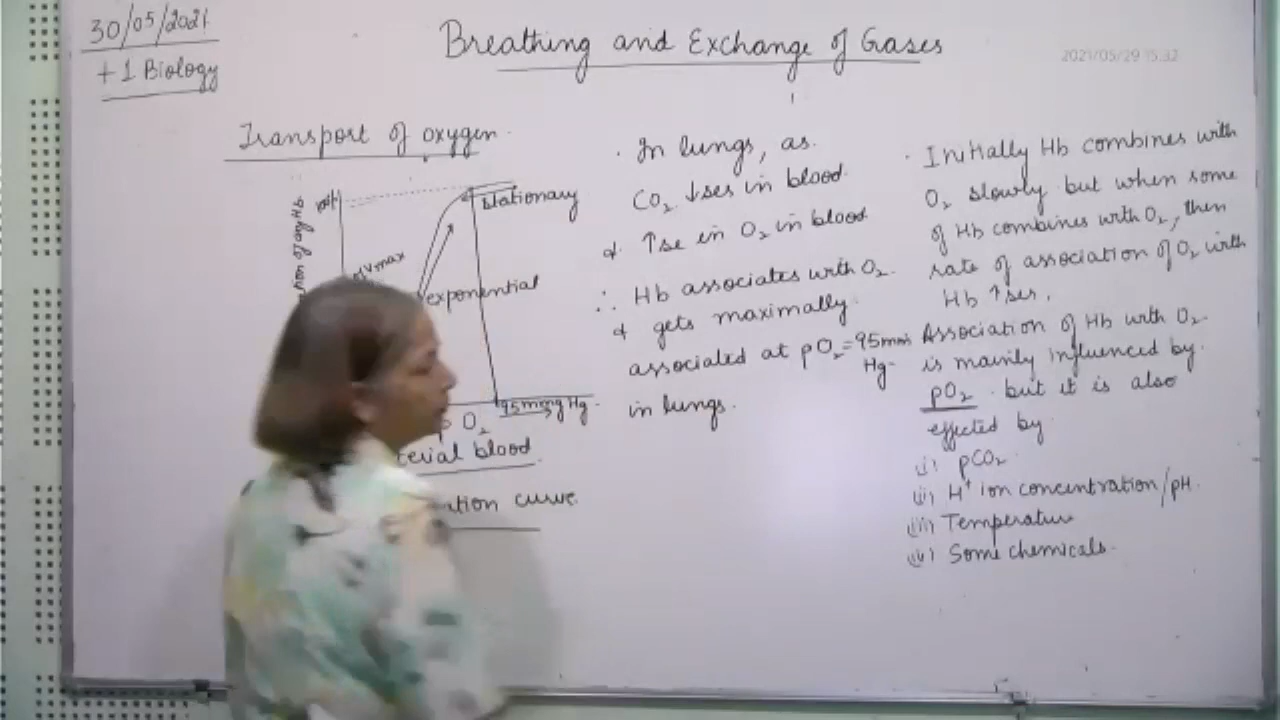 30/05/2021
+1 Biology
Breathing and Exchange of Gases
2021/05/29 15:32
Transport of oxygen
stationary
exponential
95mmg Hg.
p O₂
terial blood
ation curve
. In lungs, as
CO₂ ↓ses in blood
& ↑se in O₂ in blood
∴ Hb associates with O₂.
& gets maximally
associated at pO₂=95mm
Hg
in lungs.
. Initially Hb combines with
O₂ slowly but when some
of Hb combines with O₂, then
rate of association of O₂ with
Hb ↑ses.
Association of Hb with O₂
is mainly influenced by
pO₂ but it is also
effected by
(i) pCO₂
(ii) H⁺ ion concentration/pH.
(iii) Temperature
(iv) Some chemicals.